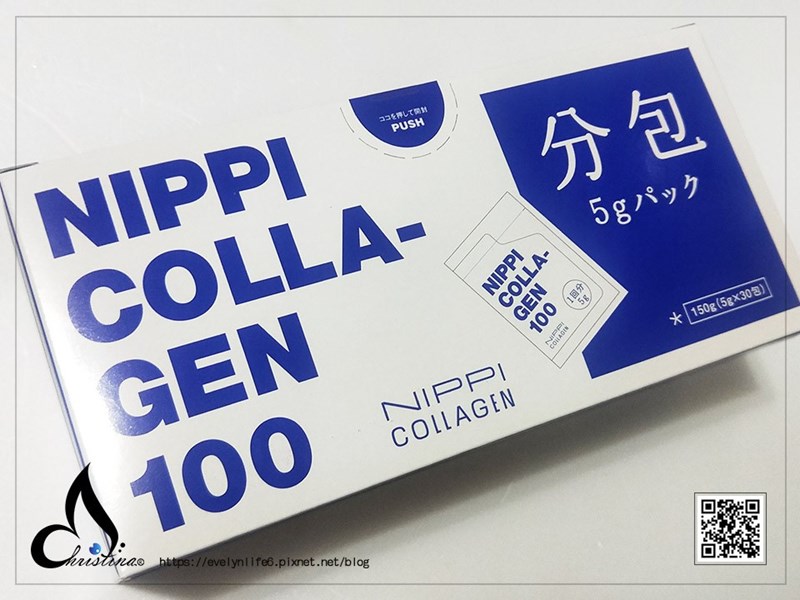 NIPPI
COLLA-
GEN
100
ココを押して開封
PUSH
分包
5gパック
NIPPI
COLLA-
GEN
100
1回分
5g
NIPPI
COLLAGEN
*
150g(5g×30包)
NIPPI
COLLAGEN
Christina©
https://evelynlife6.pixnet.net/blog